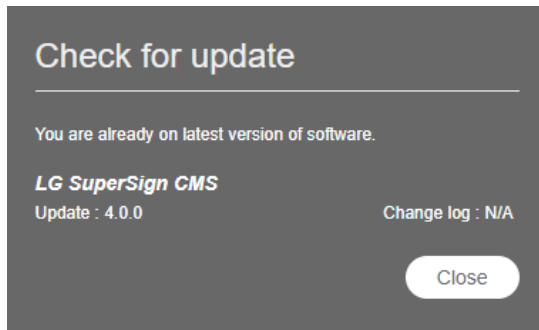 Check for update
You are already on latest version of software.
LG SuperSign CMS
Update : 4.0.0 Change log : N/A
Close